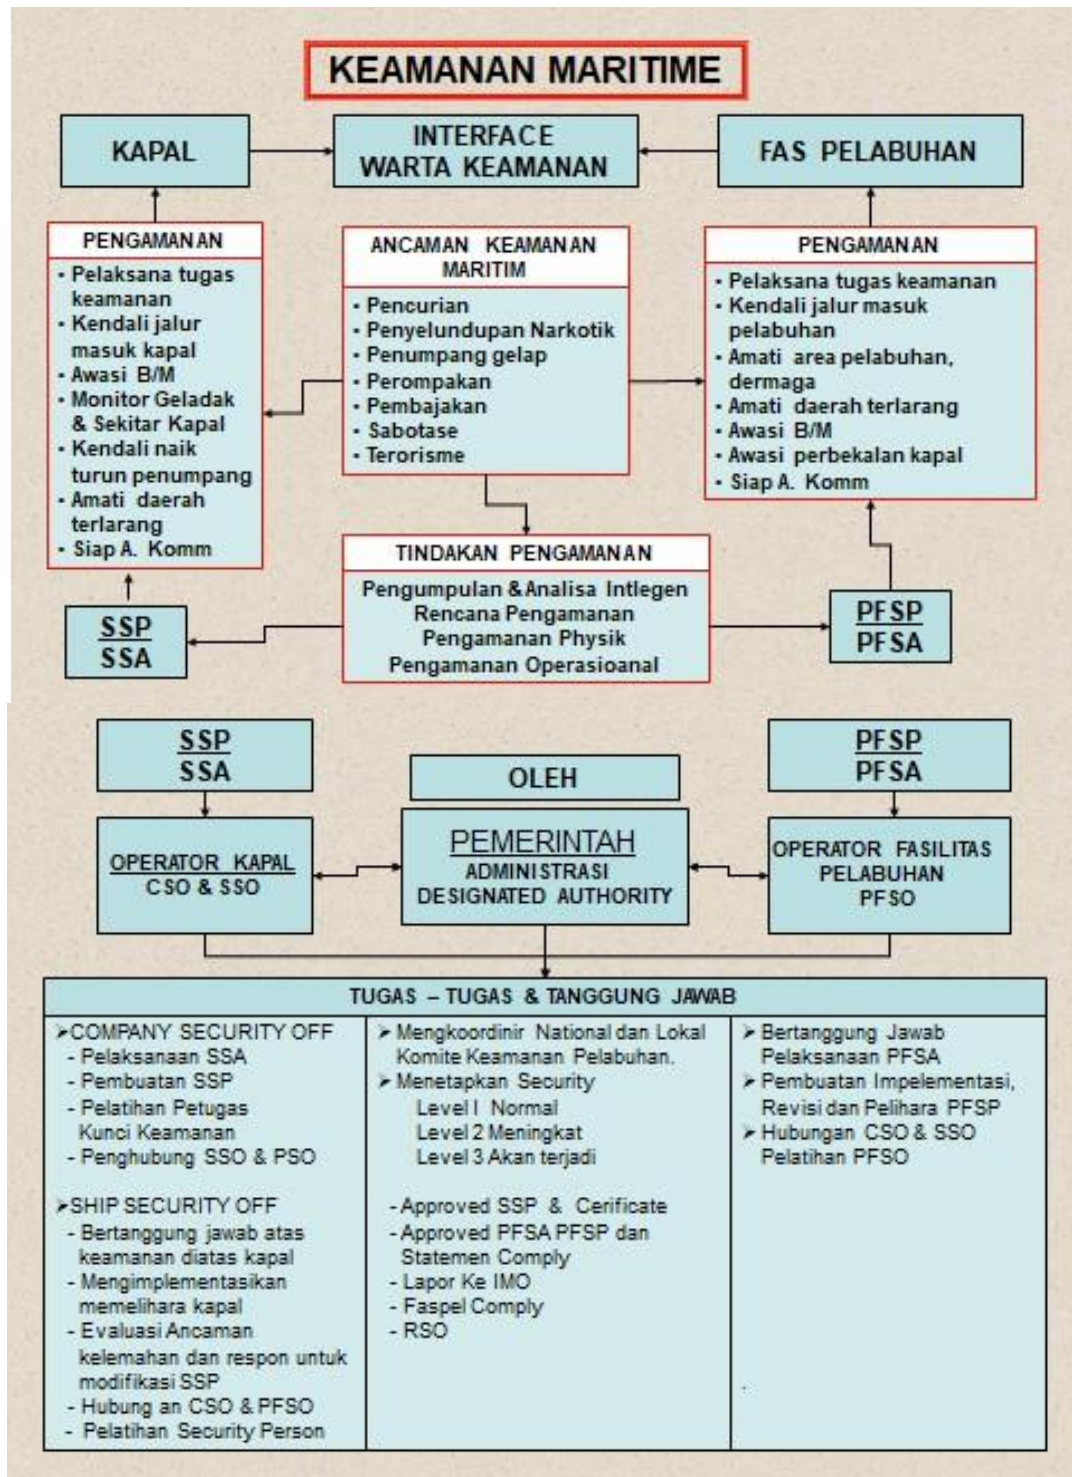 KEAMANAN MARITIME
KAPAL
INTERFACE
WARTA KEAMANAN
FAS PELABUHAN
PENGAMANAN
▪ Pelaksana tugas
keamanan
▪ Kendali jalur
masuk kapal
▪ Awasi B/M
▪ Monitor Geladak
& Sekitar Kapal
▪ Kendali naik
turun penumpang
▪ Amati daerah
terlarang
▪ Siap A. Komm
ANCAMAN KEAMANAN
MARITIM
▪ Pencurian
▪ Penyelundupan Narkotik
▪ Penumpang gelap
▪ Perompakan
▪ Pembajakan
▪ Sabotase
▪ Terorisme
PENGAMANAN
▪ Pelaksana tugas keamanan
▪ Kendali jalur masuk
pelabuhan
▪ Amati area pelabuhan,
dermaga
▪ Amati daerah terlarang
▪ Awasi B/M
▪ Awasi perbekalan kapal
▪ Siap A. Komm
TINDAKAN PENGAMANAN
Pengumpulan & Analisa Intlegen
Rencana Pengamanan
Pengamanan Physik
Pengamanan Operasioanal
SSP
SSA
PFSP
PFSA
SSP
SSA
OLEH
PFSP
PFSA
OPERATOR KAPAL
CSO & SSO
PEMERINTAH
ADMINISTRASI
DESIGNATED AUTHORITY
OPERATOR FASILITAS
PELABUHAN
PFSO
TUGAS – TUGAS & TANGGUNG JAWAB
➢COMPANY SECURITY OFF
- Pelaksanaan SSA
- Pembuatan SSP
- Pelatihan Petugas
Kunci Keamanan
- Penghubung SSO & PSO
➢SHIP SECURITY OFF
- Bertanggung jawab atas
keamanan diatas kapal
- Mengimplementasikan
memelihara kapal
- Evaluasi Ancaman
kelemahan dan respon untuk
modifikasi SSP
- Hubung an CSO & PFSO
- Pelatihan Security Person
➢ Mengkoordinir National dan Lokal
Komite Keamanan Pelabuhan.
➢ Menetapkan Security
Level I Normal
Level 2 Meningkat
Level 3 Akan terjadi
- Approved SSP & Cerificate
- Approved PFSA PFSP dan
Statemen Comply
- Lapor Ke IMO
- Faspel Comply
- RSO
➢ Bertanggung Jawab
Pelaksanaan PFSA
➢ Pembuatan Impelementasi,
Revisi dan Pelihara PFSP
➢ Hubungan CSO & SSO
Pelatihan PFSO
.